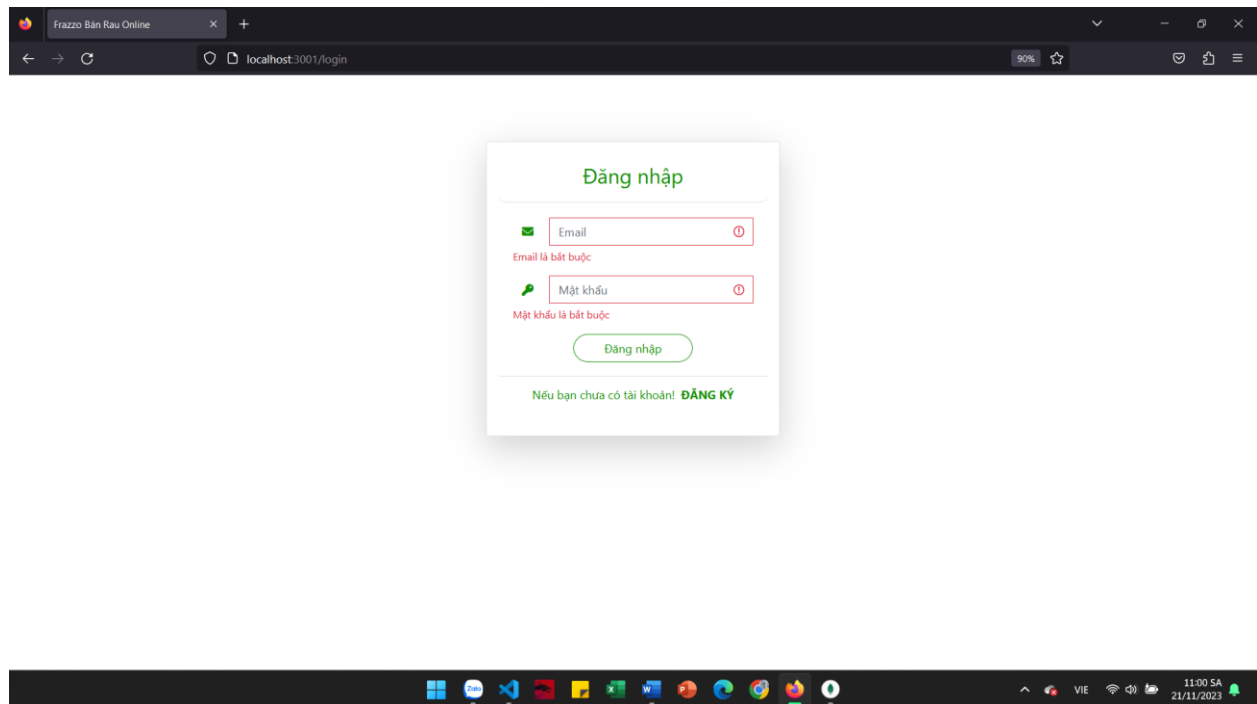 Frazzo Bán Rau Online
localhost:3001/login
90%
Đăng nhập
Email
Email là bắt buộc
Mật khẩu
Mật khẩu là bắt buộc
Đăng nhập
Nếu bạn chưa có tài khoản! ĐĂNG KÝ
Zalo
VIE
11:00 SA
21/11/2023